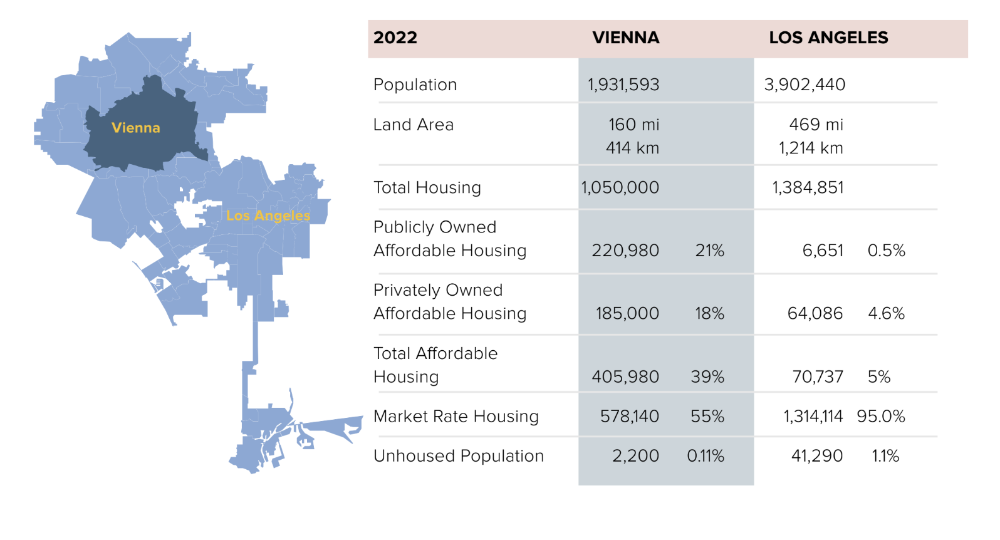 Vienna
Los Angeles
2022 VIENNA LOS ANGELES
Population 1,931,593 3,902,440
Land Area 160 mi 469 mi
414 km 1,214 km
Total Housing 1,050,000 1,384,851
Publicly Owned
Affordable Housing 220,980 21% 6,651 0.5%
Privately Owned
Affordable Housing 185,000 18% 64,086 4.6%
Total Affordable
Housing 405,980 39% 70,737 5%
Market Rate Housing 578,140 55% 1,314,114 95.0%
Unhoused Population 2,200 0.11% 41,290 1.1%